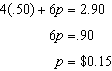 4(.50) + 6p = 2.90
6p = .90
p = $0.15